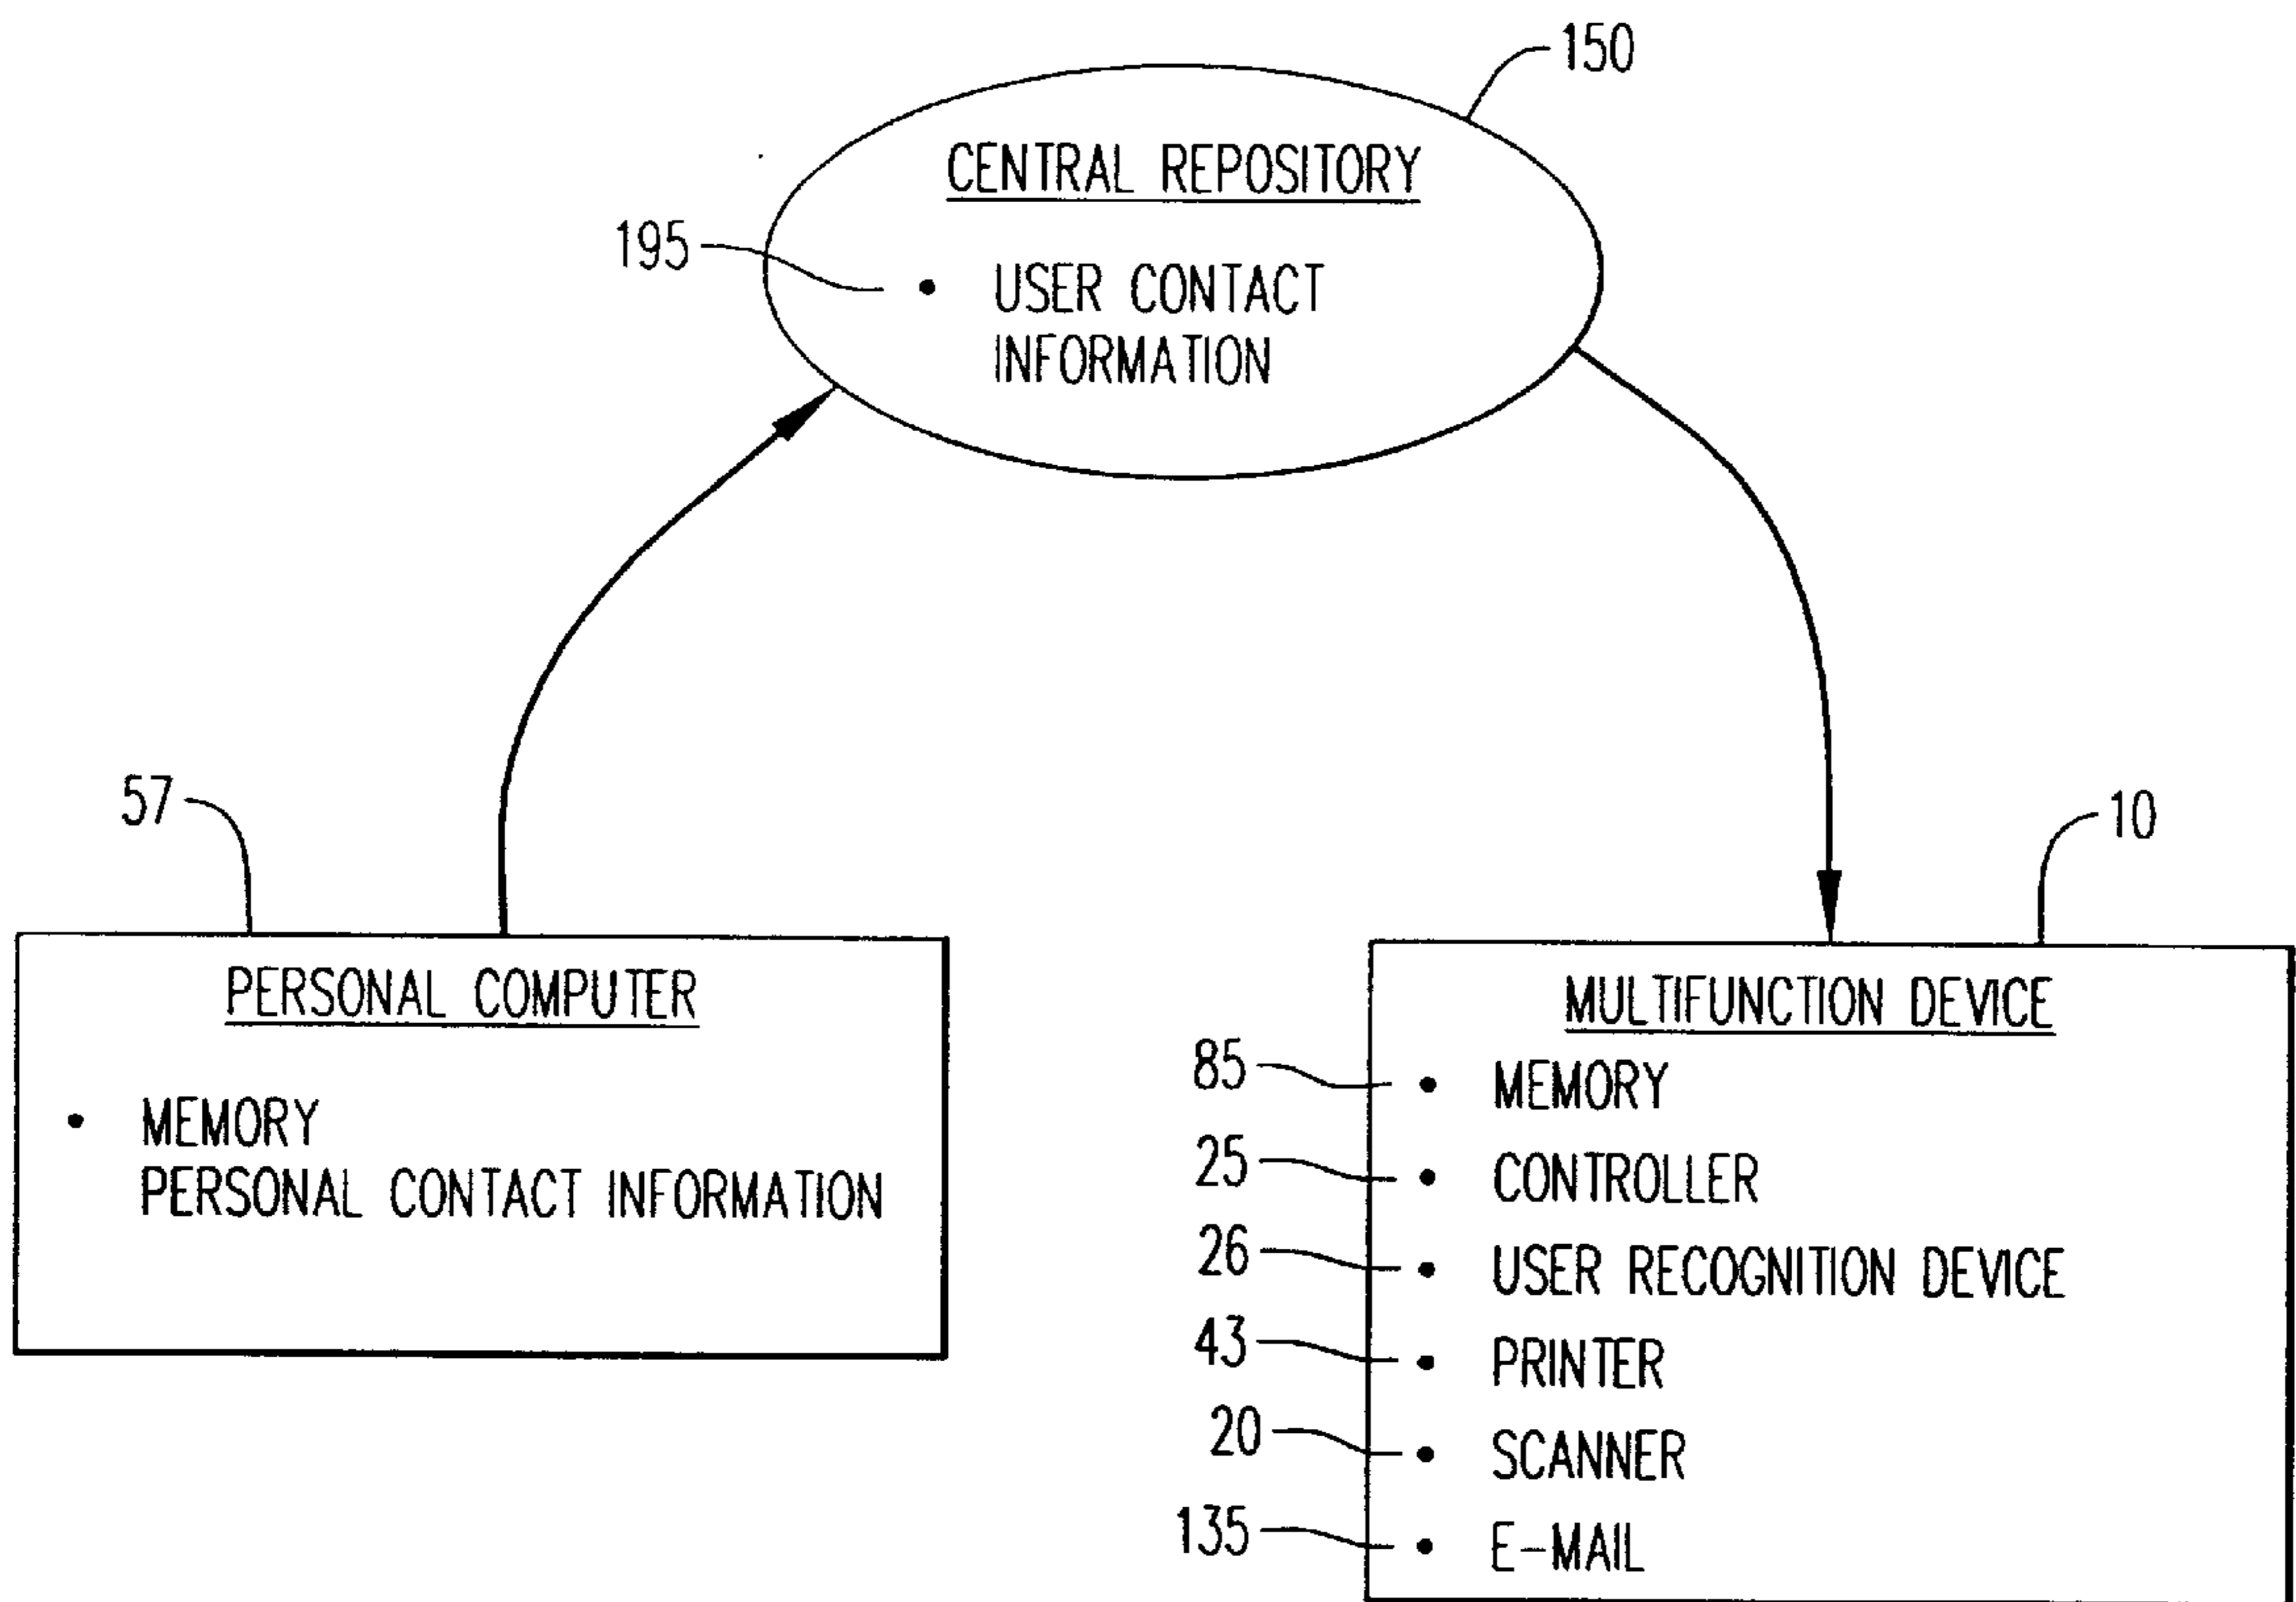 150
CENTRAL REPOSITORY
195
• USER CONTACT
INFORMATION
57
10
PERSONAL COMPUTER
• MEMORY
PERSONAL CONTACT INFORMATION
MULTIFUNCTION DEVICE
85 • MEMORY
25 • CONTROLLER
26 • USER RECOGNITION DEVICE
43 • PRINTER
20 • SCANNER
135 • E-MAIL